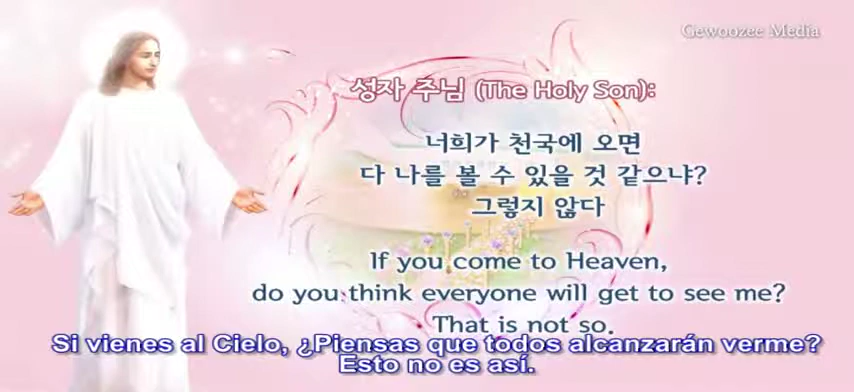 Gewoozee Media
성자 주님 (The Holy Son):
너희가 천국에 오면
다 나를 볼 수 있을 것 같으냐?
그렇지 않다
If you come to Heaven,
do you think everyone will get to see me?
That is not so.
Si vienes al Cielo, ¿Piensas que todos alcanzarán verme?
Esto no es así.